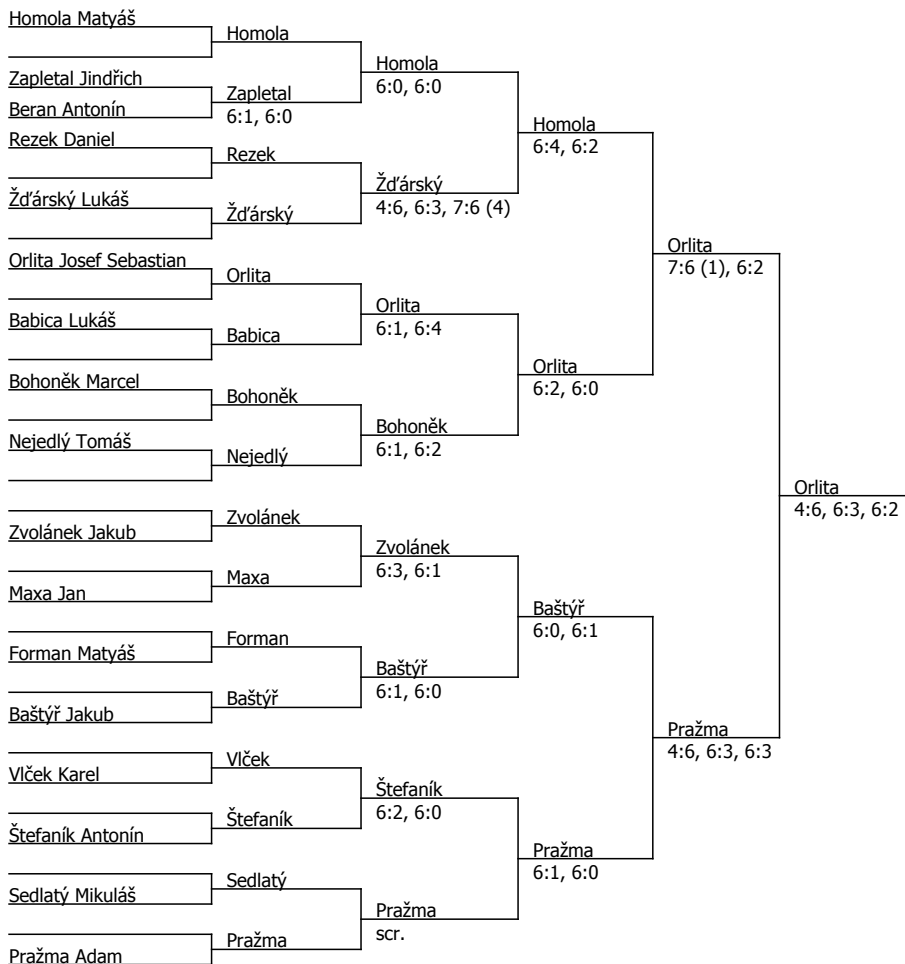 Homola Matyáš
Zapletal Jindřich
Beran Antonín
Rezek Daniel
Žďárský Lukáš
Orlita Josef Sebastian
Babica Lukáš
Bohoněk Marcel
Nejedlý Tomáš
Zvolánek Jakub
Maxa Jan
Forman Matyáš
Baštýř Jakub
Vlček Karel
Štefaník Antonín
Sedlatý Mikuláš
Pražma Adam
Homola
Zapletal
6:1, 6:0
Rezek
Žďárský
Orlita
Babica
Bohoněk
Nejedlý
Zvolánek
Maxa
Forman
Baštýř
Vlček
Štefaník
Sedlatý
Pražma
Homola
6:0, 6:0
Žďárský
4:6, 6:3, 7:6 (4)
Orlita
6:1, 6:4
Bohoněk
6:1, 6:2
Zvolánek
6:3, 6:1
Baštýř
6:1, 6:0
Štefaník
6:2, 6:0
Pražma
scr.
Homola
6:4, 6:2
Orlita
6:2, 6:0
Baštýř
6:0, 6:1
Pražma
6:1, 6:0
Orlita
7:6 (1), 6:2
Pražma
4:6, 6:3, 6:3
Orlita
4:6, 6:3, 6:2